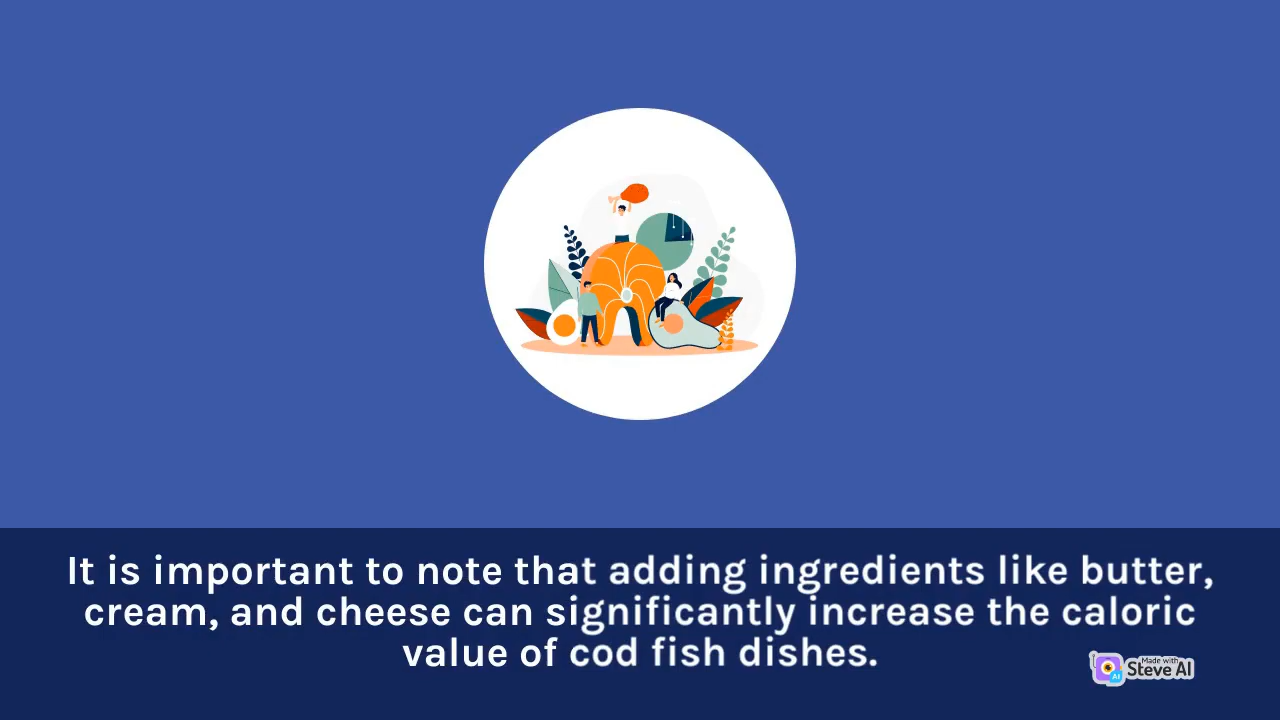 It is important to note that adding ingredients like butter,
cream, and cheese can significantly increase the caloric
value of cod fish dishes.
Made with
Steve AI
AI